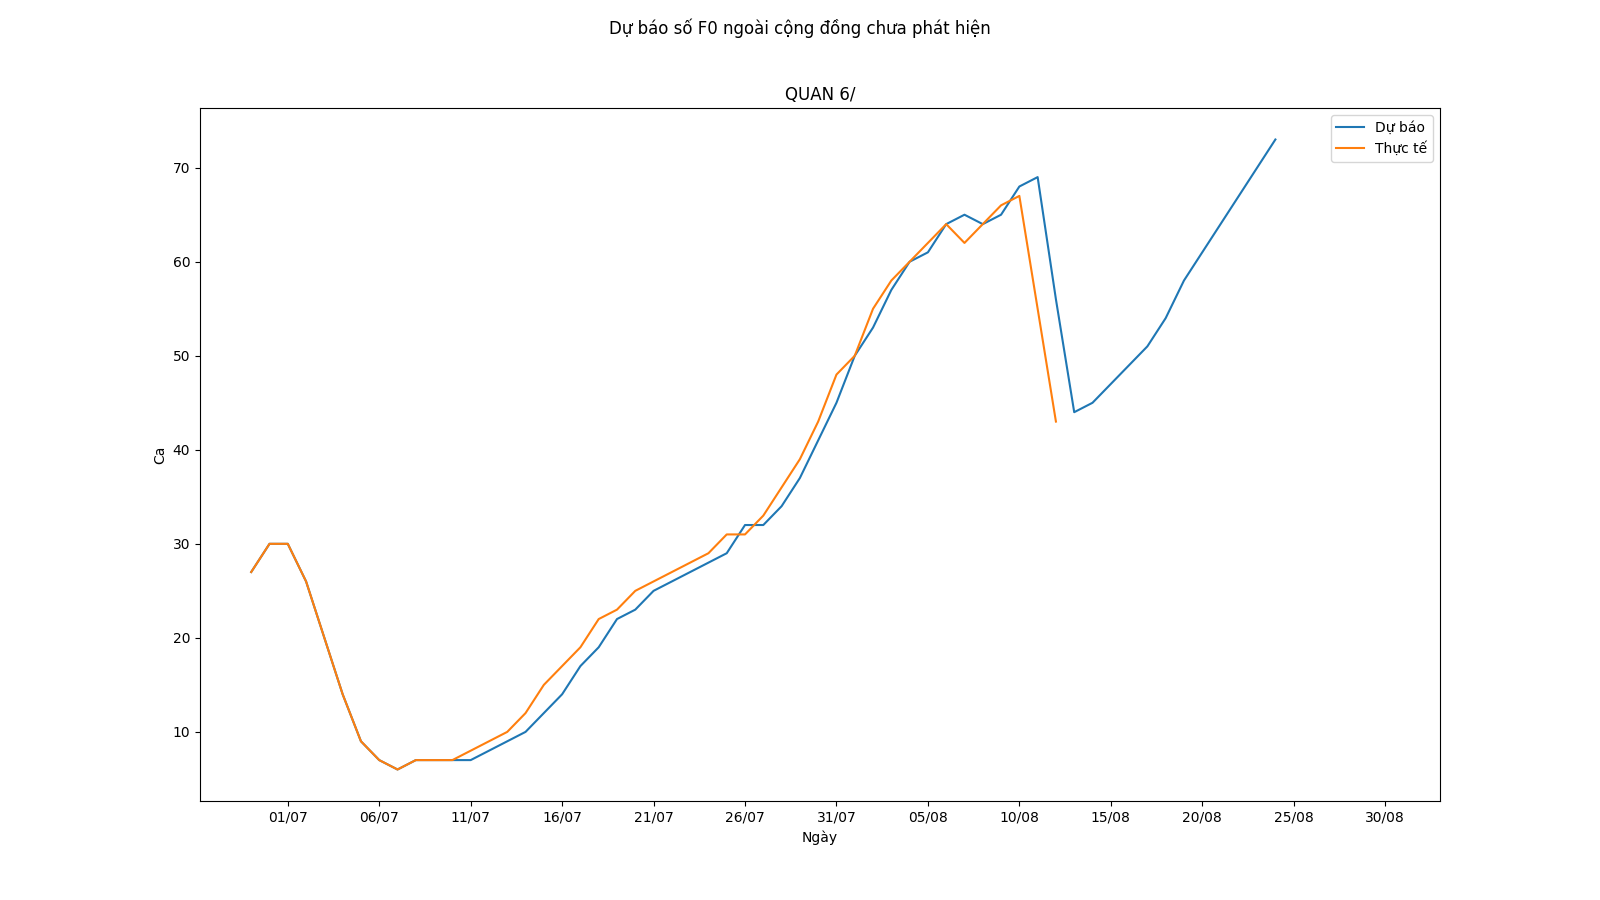 Dự báo số F0 ngoài cộng đồng chưa phát hiện
QUAN 6/
Dự báo
Thực tế
70
60
50
40
30
20
10
Ca
01/07 06/07 11/07 16/07 21/07 26/07 31/07 05/08 10/08 15/08 20/08 25/08 30/08
Ngày